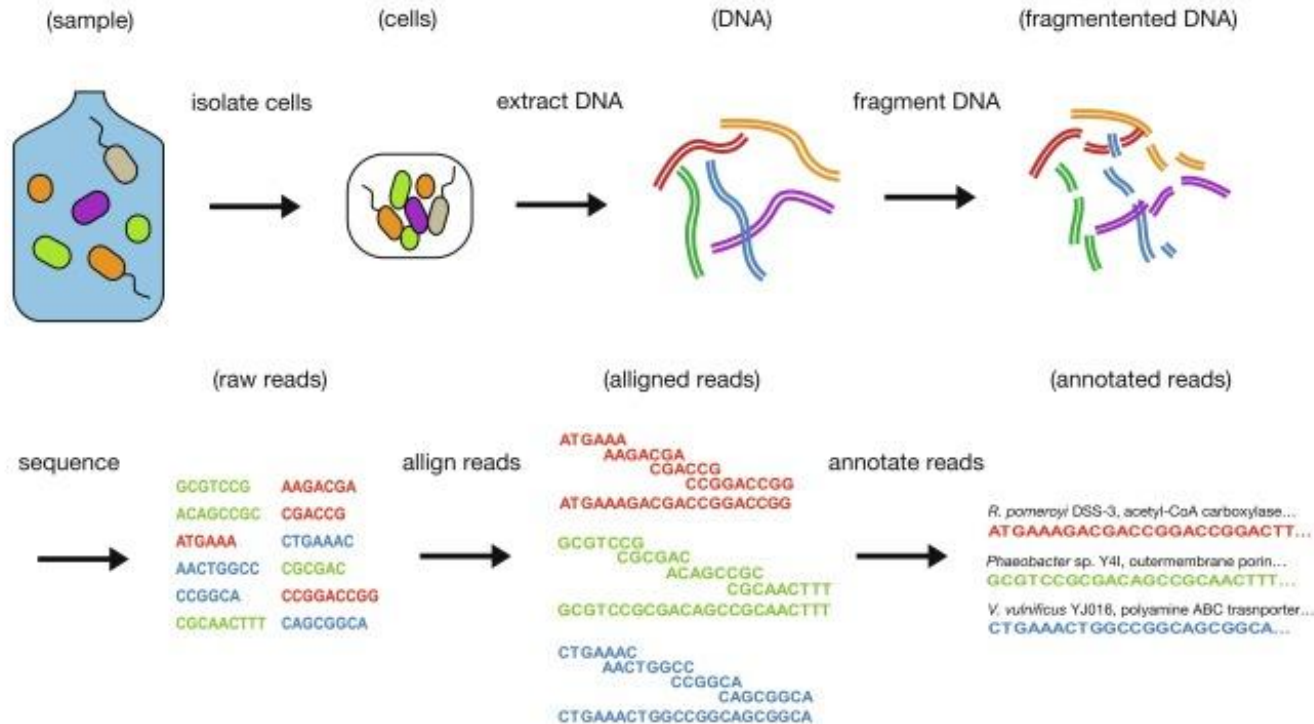 (sample)
(cells)
(DNA)
(fragmentented DNA)
isolate cells
extract DNA
fragment DNA
(raw reads)
(alligned reads)
(annotated reads)
sequence
align reads
annotate reads
GCGTCCG AAGACGA
ACAGCCGC CGACCG
ATGAAA CTGAAAC
AACTGGCC CGCGAC
CCGGCA CCGGACCGG
CGCAACTTT CAGCGGCA
ATGAAA
AAGACGA
CGACCG
CCGGACCGG
ATGAAAGACGACCGGACCGG
GCGTCCG
CGCGAC
ACAGCCGC
CGCAACTTT
GCGTCCGCGACAGCCGCAACTTT
CTGAAAC
AACTGGCC
CCGGCA
CAGCGGCA
CTGAAACTGGCCGGCAGCGGCA
R. pomeroyi DSS-3, acetyl-CoA carboxylase...
ATGAAAGACGACCGGACCGGACTT...
Phaeobacter sp. Y4I, outermembrane porin...
GCGTCCGCGACAGCCGCAACTTT...
V. vulnificus YJ016, polyamine ABC trasnporter...
CTGAAACTGGCCGGCAGCGGCA...